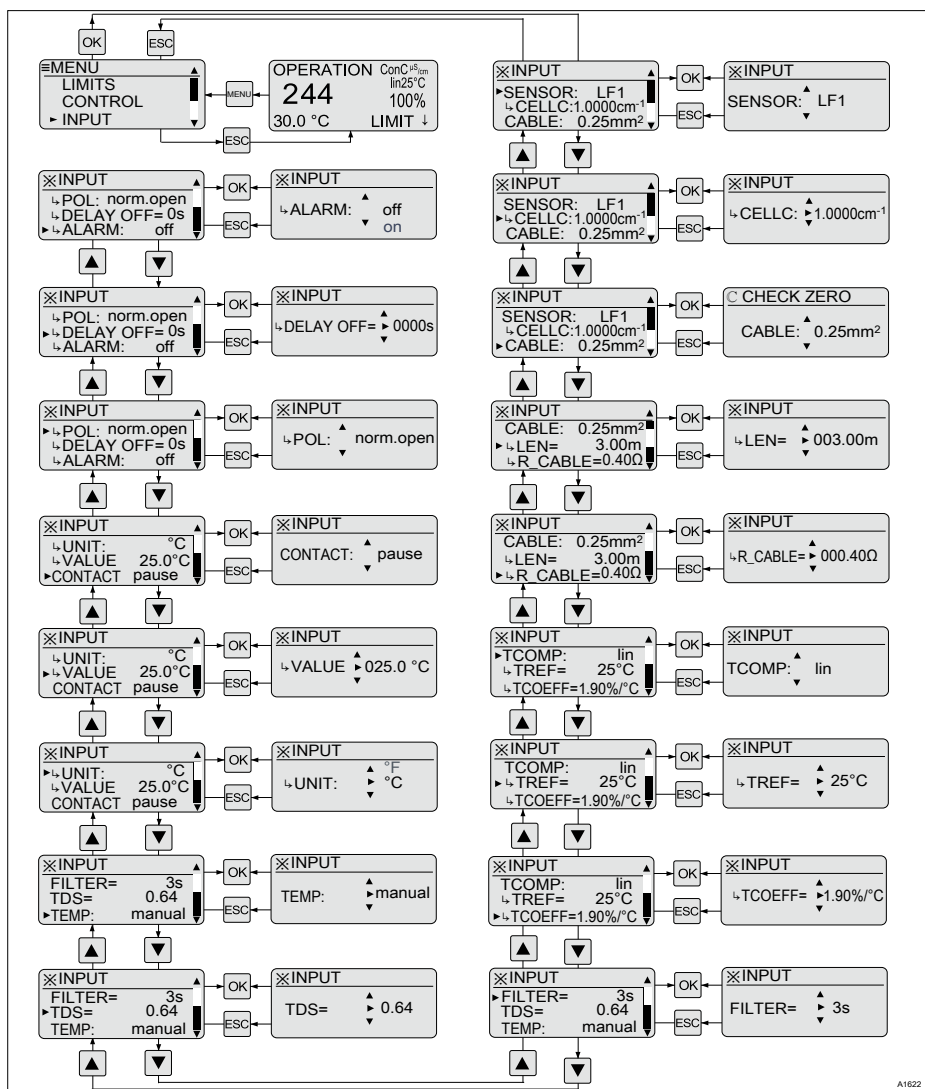 OK
ESC
≡MENU
LIMITS
CONTROL
▸ INPUT
MENU
OPERATION ConC µS/cm
lin25°C
244
100%
30.0 °C LIMIT ↓
ESC
※INPUT
↳POL: norm.open
↳DELAY OFF= 0s
▸↳ALARM: off
OK
ESC
※INPUT
↳ALARM: off
on
※INPUT
↳POL: norm.open
▸↳DELAY OFF= 0s
↳ALARM: off
OK
ESC
※INPUT
↳DELAY OFF= ▸ 0000s
※INPUT
▸↳POL: norm.open
↳DELAY OFF= 0s
↳ALARM: off
OK
ESC
※INPUT
↳POL: norm.open
※INPUT
↳UNIT: °C
↳VALUE 25.0°C
▸CONTACT pause
OK
ESC
※INPUT
CONTACT: pause
※INPUT
↳UNIT: °C
▸↳VALUE 25.0°C
CONTACT pause
OK
ESC
※INPUT
↳VALUE ▸025.0 °C
※INPUT
▸↳UNIT: °C
↳VALUE 25.0°C
CONTACT pause
OK
ESC
※INPUT
°F
↳UNIT: ▸ °C
※INPUT
FILTER= 3s
TDS= 0.64
▸TEMP: manual
OK
ESC
※INPUT
TEMP: ▸manual
※INPUT
FILTER= 3s
▸TDS= 0.64
TEMP: manual
OK
ESC
※INPUT
TDS= ▸ 0.64
※INPUT
▸SENSOR: LF1
↳CELLC:1.0000cm-1
CABLE: 0.25mm²
OK
ESC
※INPUT
SENSOR: LF1
※INPUT
SENSOR: LF1
▸↳CELLC:1.0000cm-1
CABLE: 0.25mm²
OK
ESC
※INPUT
↳CELLC: ▸1.0000cm-1
※INPUT
SENSOR: LF1
↳CELLC:1.0000cm-1
▸CABLE: 0.25mm²
OK
ESC
C CHECK ZERO
CABLE: 0.25mm²
※INPUT
CABLE: 0.25mm²
▸↳LEN= 3.00m
↳R_CABLE=0.40Ω
OK
ESC
※INPUT
↳LEN= ▸ 003.00m
※INPUT
CABLE: 0.25mm²
↳LEN= 3.00m
▸↳R_CABLE=0.40Ω
OK
ESC
※INPUT
↳R_CABLE= ▸ 000.40Ω
※INPUT
▸TCOMP: lin
↳TREF= 25°C
↳TCOEFF=1.90%/°C
OK
ESC
※INPUT
TCOMP: lin
※INPUT
TCOMP: lin
▸↳TREF= 25°C
↳TCOEFF=1.90%/°C
OK
ESC
※INPUT
↳TREF= ▸ 25°C
※INPUT
TCOMP: lin
↳TREF= 25°C
▸↳TCOEFF=1.90%/°C
OK
ESC
※INPUT
↳TCOEFF= ▸1.90%/°C
※INPUT
▸FILTER= 3s
TDS= 0.64
TEMP: manual
OK
ESC
※INPUT
FILTER= ▸ 3s
A1622